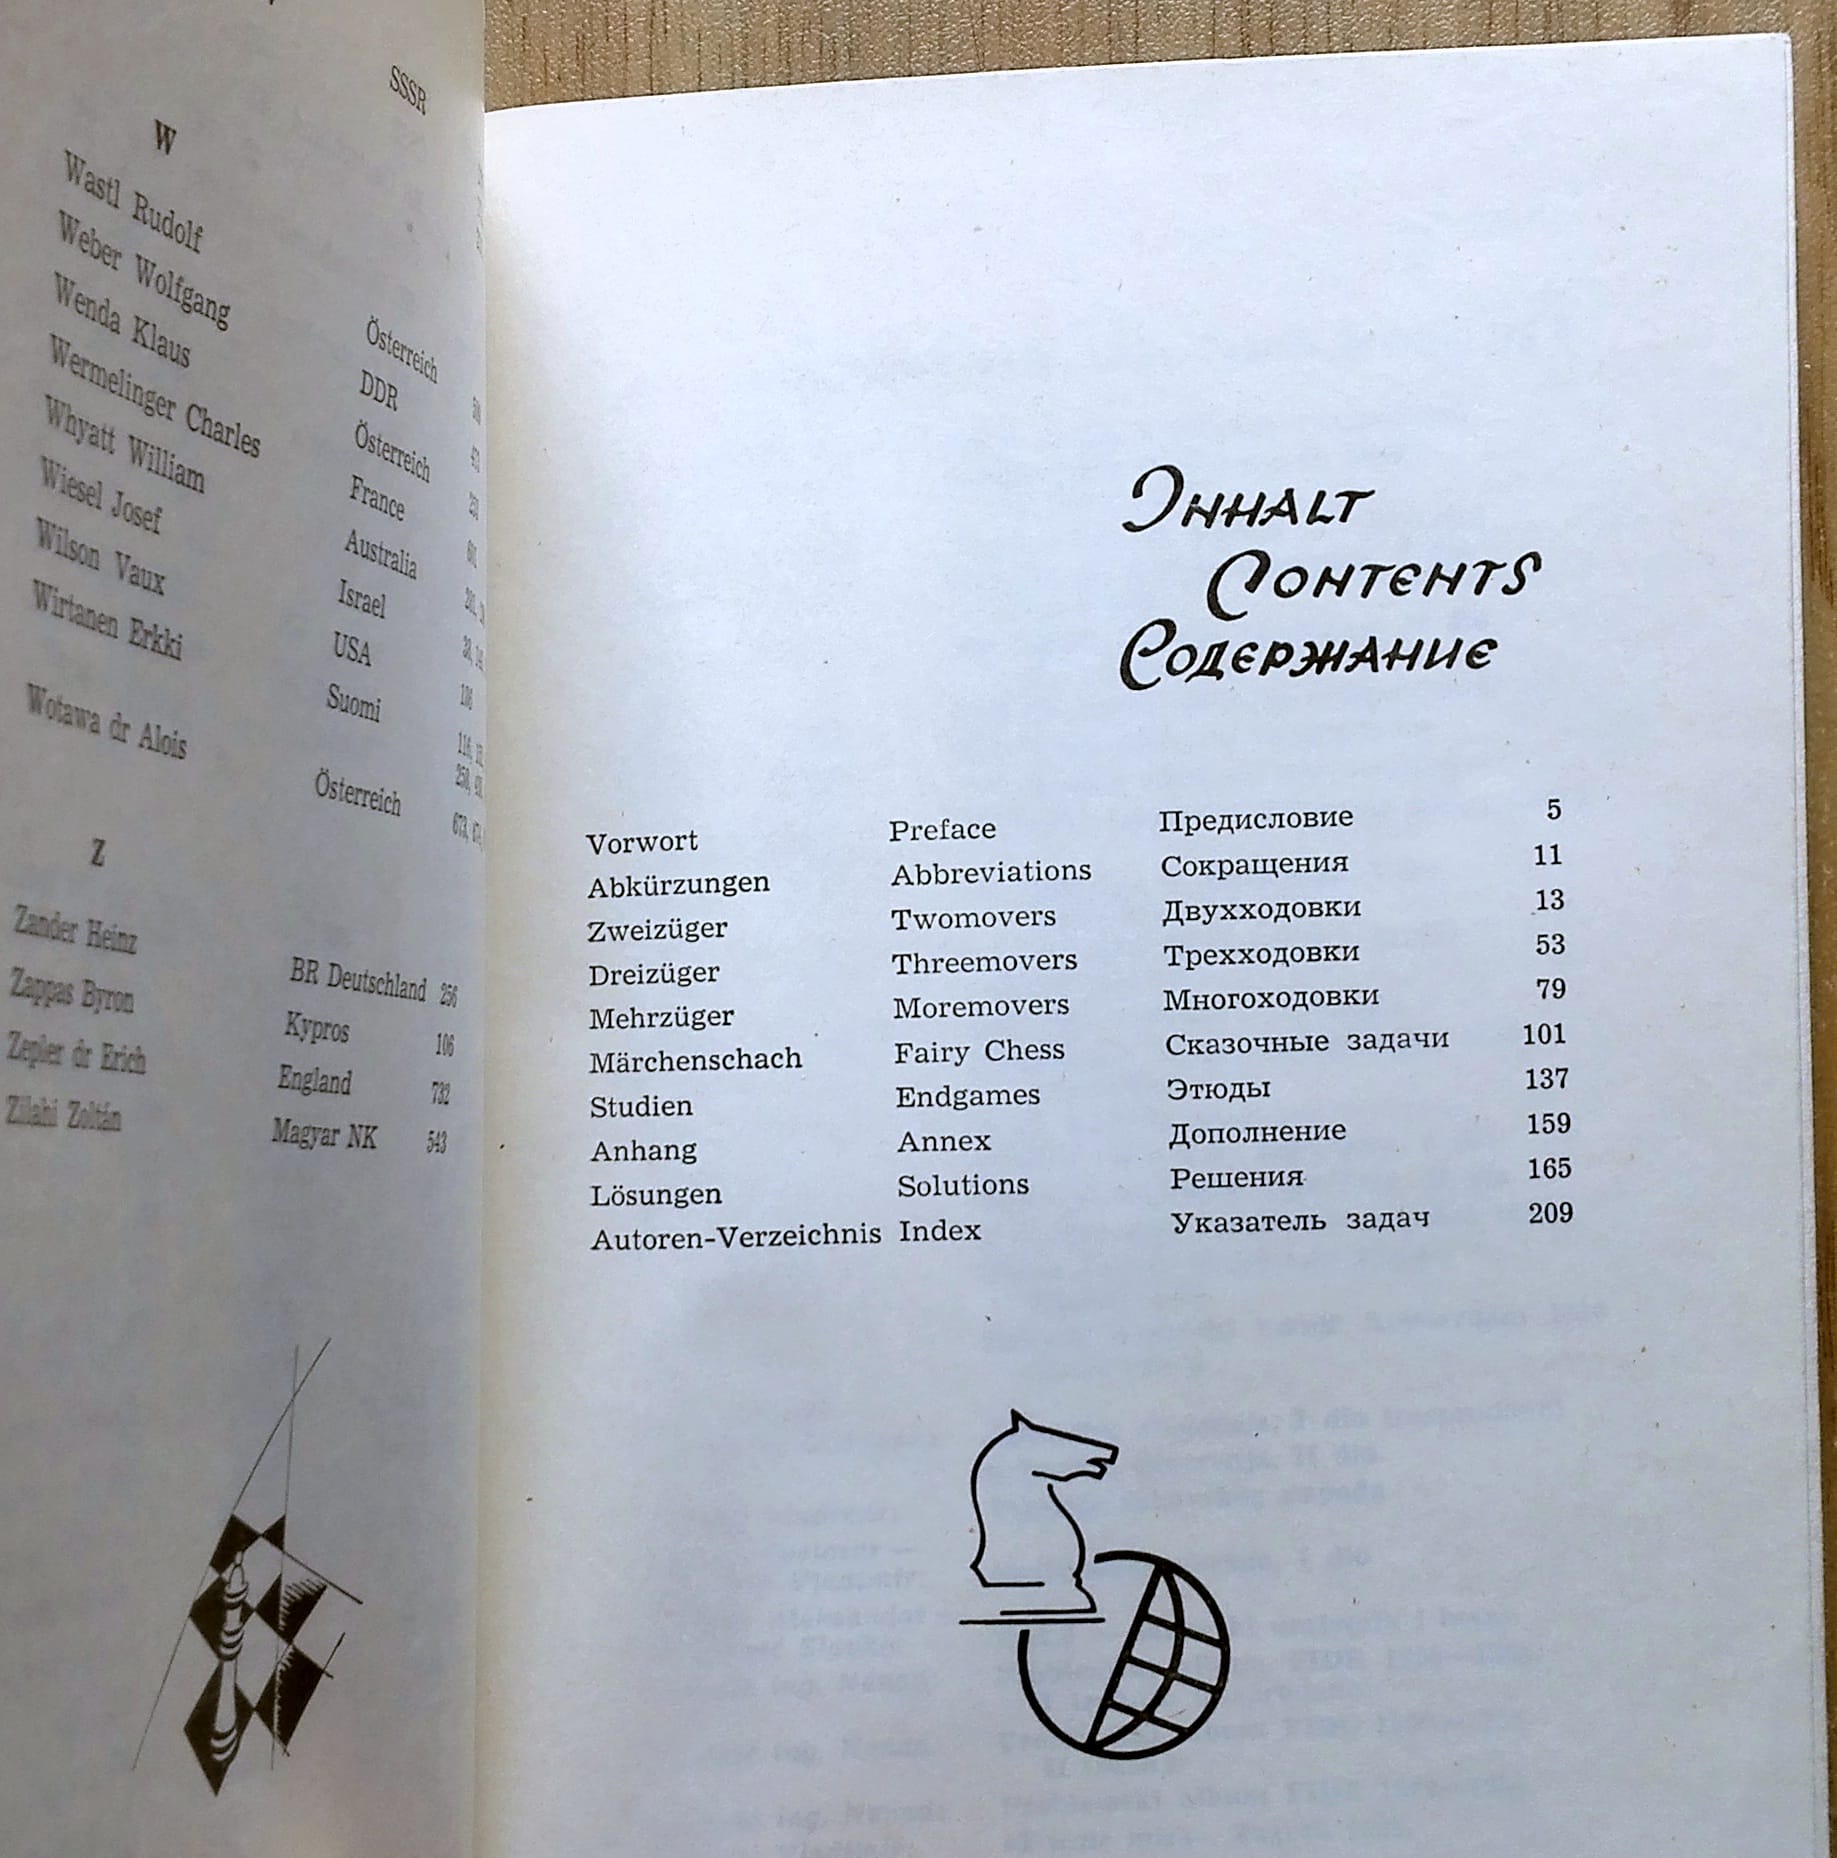 SSSR
W
Wastl Rudolf Österreich
Weber Wolfgang DDR
Wenda Klaus Österreich
Wermelinger Charles France
Whyatt William Australia
Wiesel Josef Israel
Wilson Vaux USA
Wirtanen Erkki Suomi
Wotawa dr Alois Österreich
Z
Zander Heinz BR Deutschland 256
Zappas Byron Kypros 106
Zepler dr Erich England 732
Zilahi Zoltán Magyar NK 543
INHALT
CONTENTS
СОДЕРЖАНИЕ
Vorwort Preface Предисловие 5
Abkürzungen Abbreviations Сокращения 11
Zweizüger Twomovers Двухходовки 13
Dreizüger Threemovers Трехходовки 53
Mehrzüger Moremovers Многоходовки 79
Märchenschach Fairy Chess Сказочные задачи 101
Studien Endgames Этюды 137
Anhang Annex Дополнение 159
Lösungen Solutions Решения 165
Autoren-Verzeichnis Index Указатель задач 209